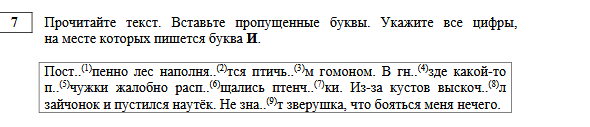 7 Прочитайте текст. Вставьте пропущенные буквы. Укажите все цифры,
на месте которых пишется буква И.
Пост..(1)пенно лес наполня..(2)тся птичь..(3)м гомоном. В гн..(4)зде какой-то
п..(5)чужки жалобно расп..(6)щались птенч..(7)ки. Из-за кустов выскоч..(8)л
зайчонок и пустился наутёк. Не зна..(9)т зверушка, что бояться меня нечего.